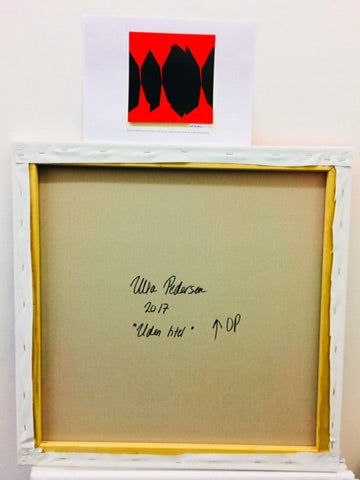 Ulla Pedersen
2017
"Uden titel" ↑ OP